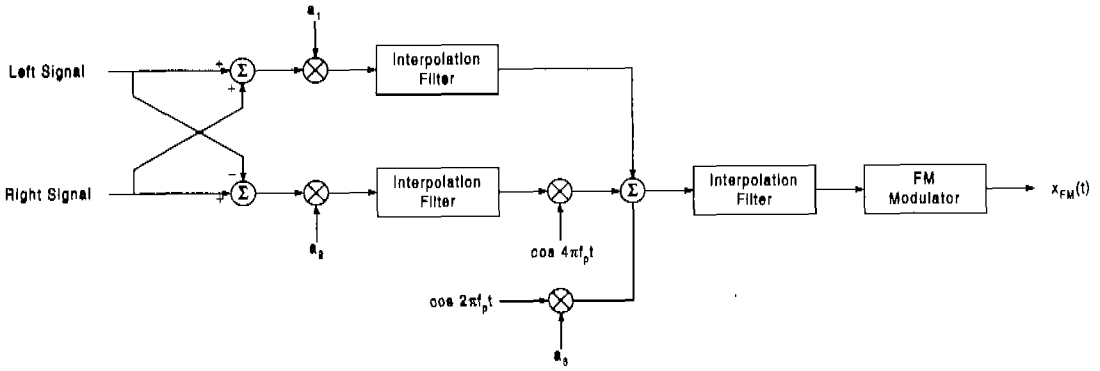 a₁
Left Signal
+
Σ
+
Interpolation
Filter
Right Signal
−
Σ
+
a₂
Interpolation
Filter
cos 4πfₚt
Σ
Interpolation
Filter
FM
Modulator
x_FM(t)
cos 2πfₚt
a₃